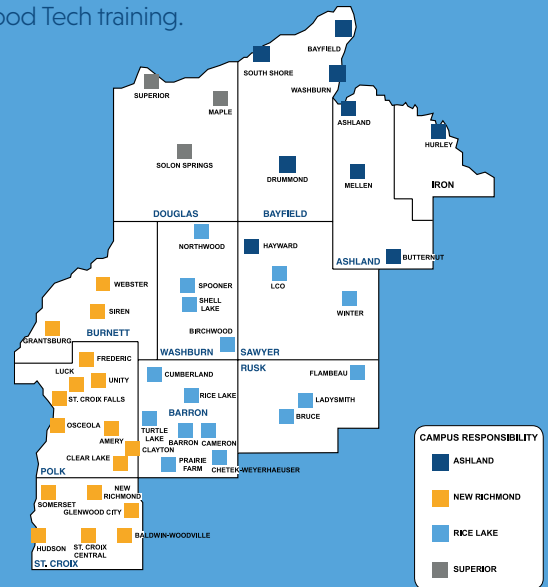 ood Tech training.
BAYFIELD
SOUTH SHORE
WASHBURN
SUPERIOR
MAPLE
ASHLAND
HURLEY
SOLON SPRINGS
DRUMMOND
MELLEN
IRON
DOUGLAS
BAYFIELD
NORTHWOOD
HAYWARD
ASHLAND
BUTTERNUT
WEBSTER
SPOONER
LCO
SHELL
LAKE
WINTER
SIREN
GRANTSBURG
BURNETT
BIRCHWOOD
WASHBURN
SAWYER
FREDERIC
RUSK
LUCK
UNITY
CUMBERLAND
FLAMBEAU
ST. CROIX FALLS
RICE LAKE
LADYSMITH
BARRON
BRUCE
OSCEOLA
TURTLE
LAKE
AMERY
BARRON
CAMERON
CLAYTON
CLEAR LAKE
PRAIRIE
FARM
CHETEK-WEYERHAEUSER
POLK
NEW
RICHMOND
SOMERSET
GLENWOOD CITY
HUDSON
ST. CROIX
CENTRAL
BALDWIN-WOODVILLE
ST. CROIX
CAMPUS RESPONSIBILITY
ASHLAND
NEW RICHMOND
RICE LAKE
SUPERIOR